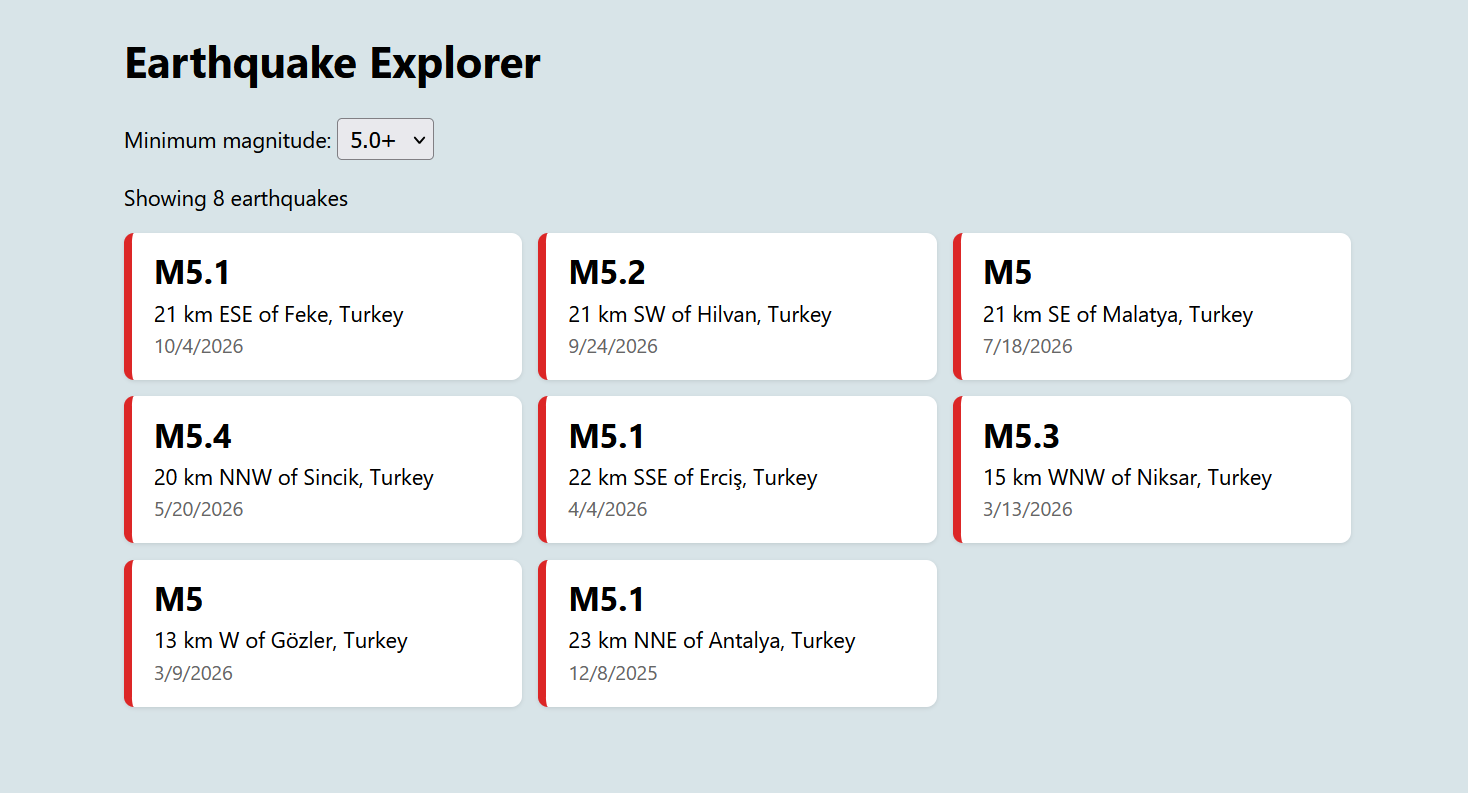 Earthquake Explorer
Minimum magnitude: 5.0+
Showing 8 earthquakes
M5.1
21 km ESE of Feke, Turkey
10/4/2026
M5.2
21 km SW of Hilvan, Turkey
9/24/2026
M5
21 km SE of Malatya, Turkey
7/18/2026
M5.4
20 km NNW of Sincik, Turkey
5/20/2026
M5.1
22 km SSE of Erciş, Turkey
4/4/2026
M5.3
15 km WNW of Niksar, Turkey
3/13/2026
M5
13 km W of Gözler, Turkey
3/9/2026
M5.1
23 km NNE of Antalya, Turkey
12/8/2025